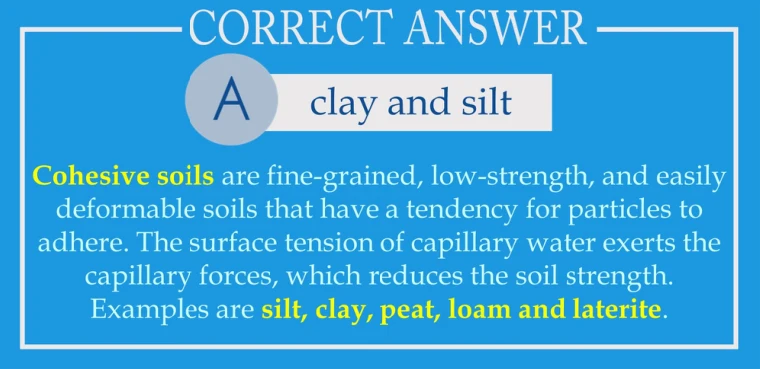 CORRECT ANSWER
A
clay and silt
Cohesive soils are fine-grained, low-strength, and easily
deformable soils that have a tendency for particles to
adhere. The surface tension of capillary water exerts the
capillary forces, which reduces the soil strength.
Examples are silt, clay, peat, loam and laterite.